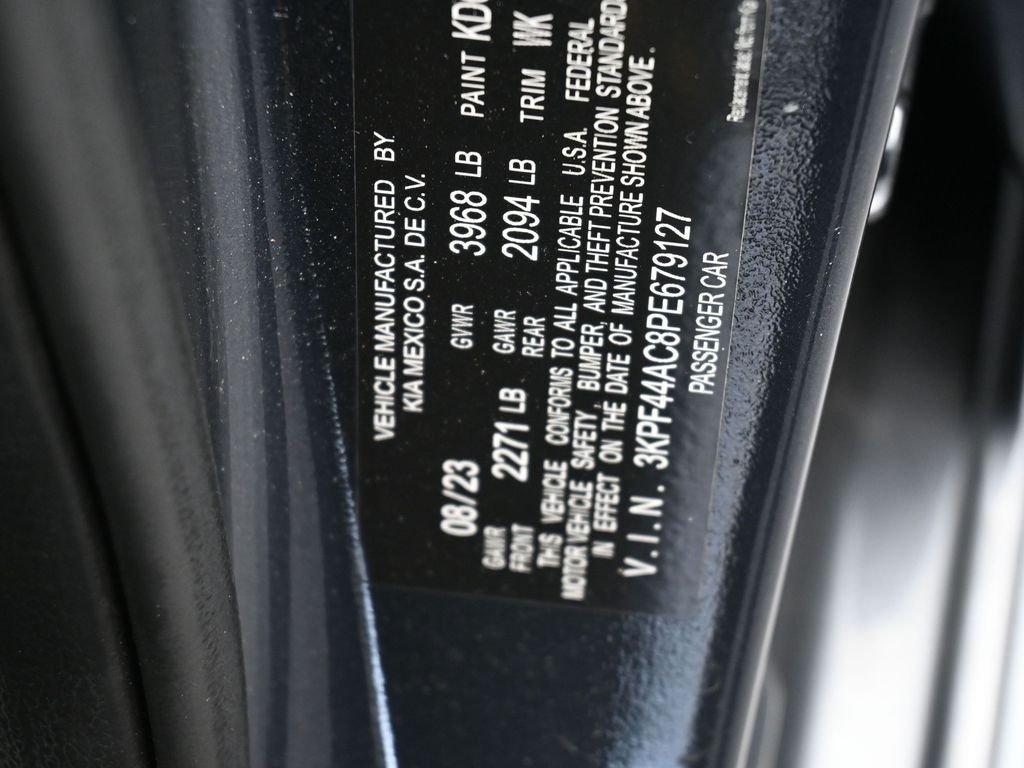 VEHICLE MANUFACTURED BY
KIA MEXICO S.A. DE C.V.
08/23 GVWR 3968 LB PAINT
GAWR FRONT 2271 LB GAWR REAR 2094 LB TRIM WK
THIS VEHICLE CONFORMS TO ALL APPLICABLE U.S.A. FEDERAL
MOTOR VEHICLE SAFETY, BUMPER, AND THEFT PREVENTION STANDARDS
IN EFFECT ON THE DATE OF MANUFACTURE SHOWN ABOVE.
V.I.N. 3KPF44AC8PE679127
PASSENGER CAR